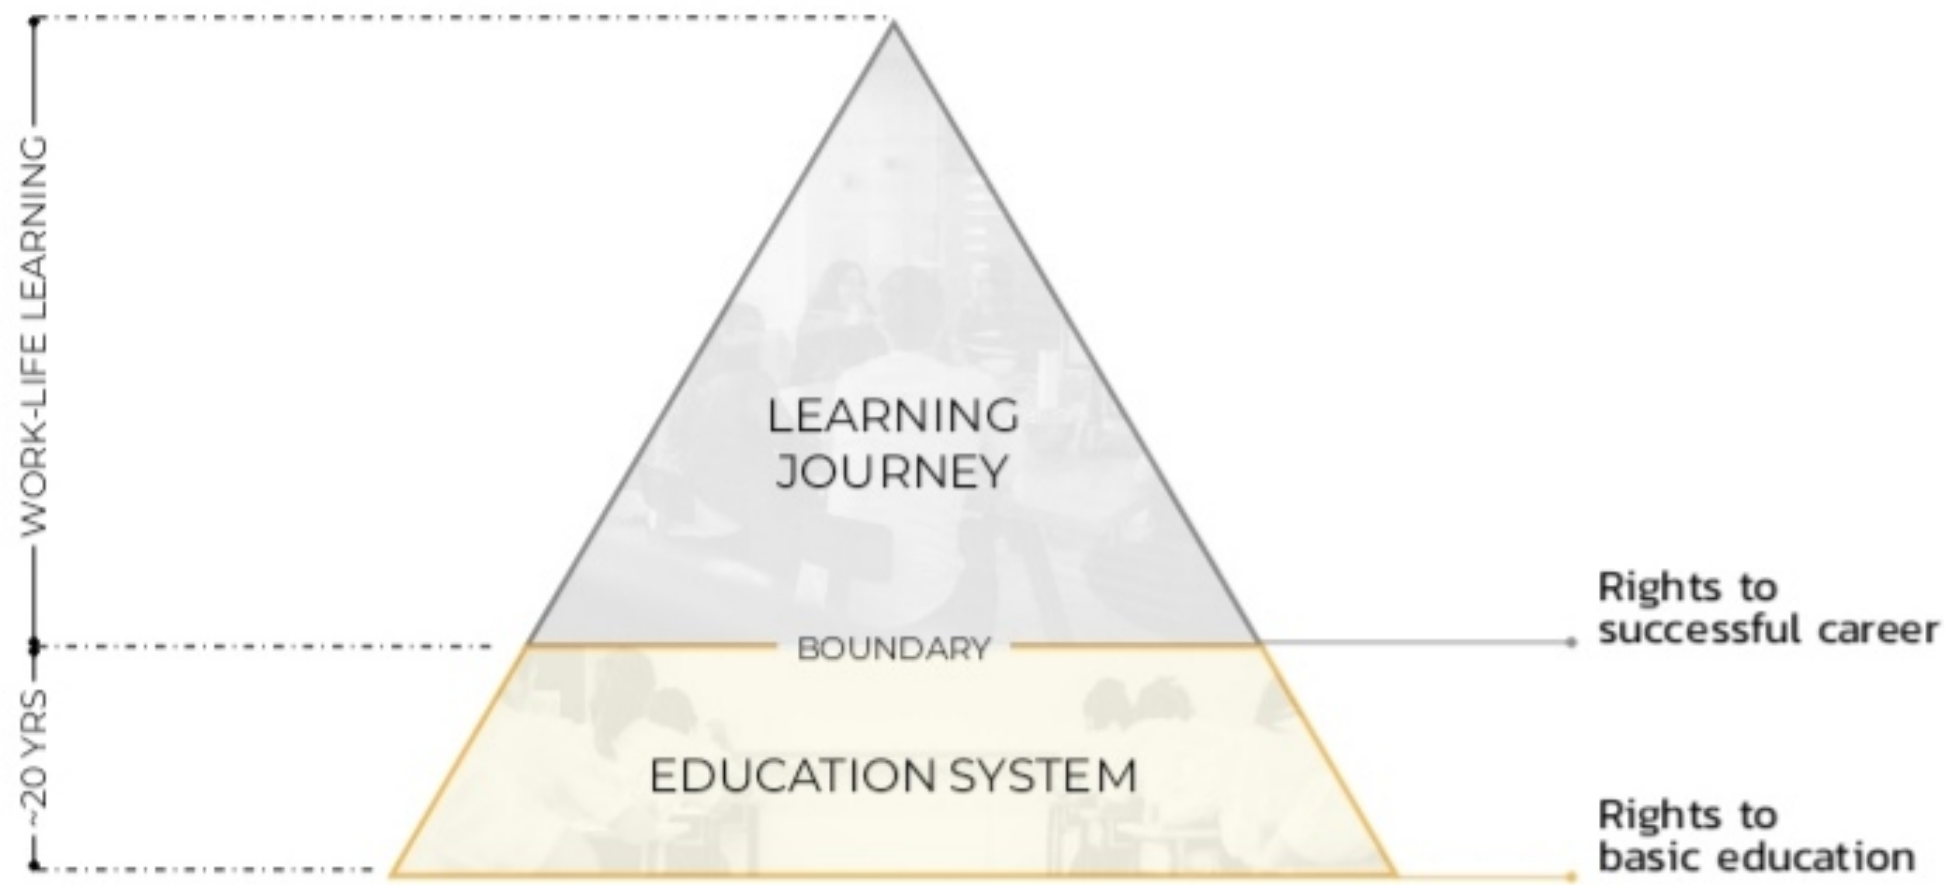 WORK-LIFE LEARNING
LEARNING
JOURNEY
Rights to
successful career
BOUNDARY
~20 YRS
EDUCATION SYSTEM
Rights to
basic education